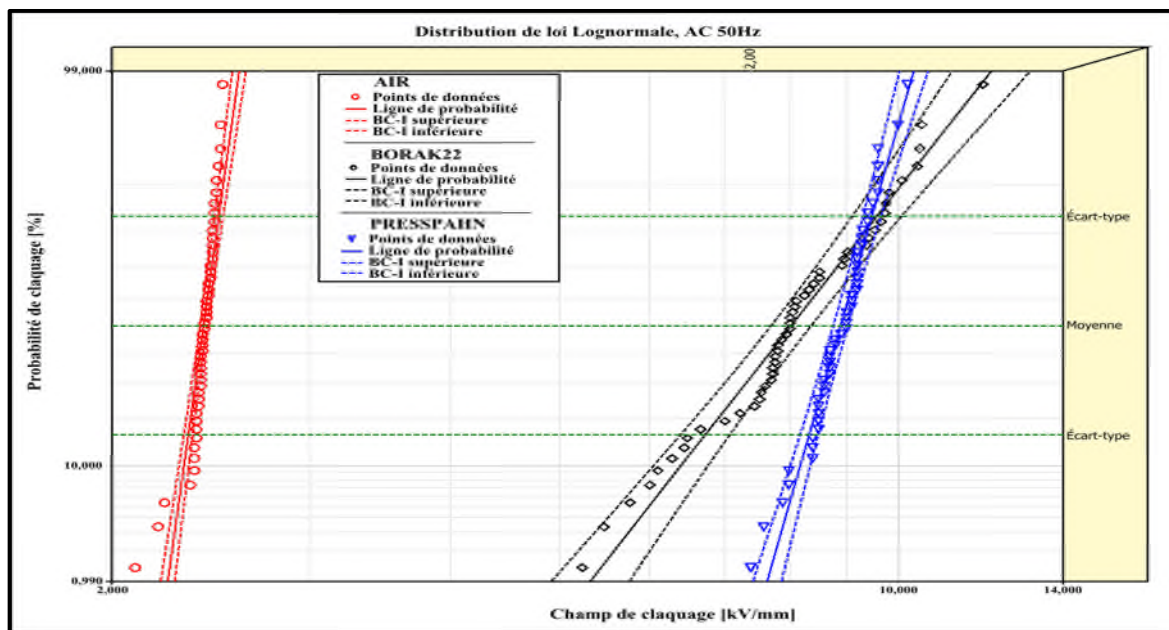 Distribution de loi Lognormale, AC 50Hz
2,00
99,000
AIR
Points de données
Ligne de probabilité
BC-I supérieure
BC-I inférieure
BORAK22
Points de données
Ligne de probabilité
BC-I supérieure
BC-I inférieure
PRESSPAHN
Points de données
Ligne de probabilité
BC-I supérieure
BC-I inférieure
Écart-type
Moyenne
Écart-type
Probabilité de claquage [%]
10,000
0,990
2,000
10,000
14,000
Champ de claquage [kV/mm]